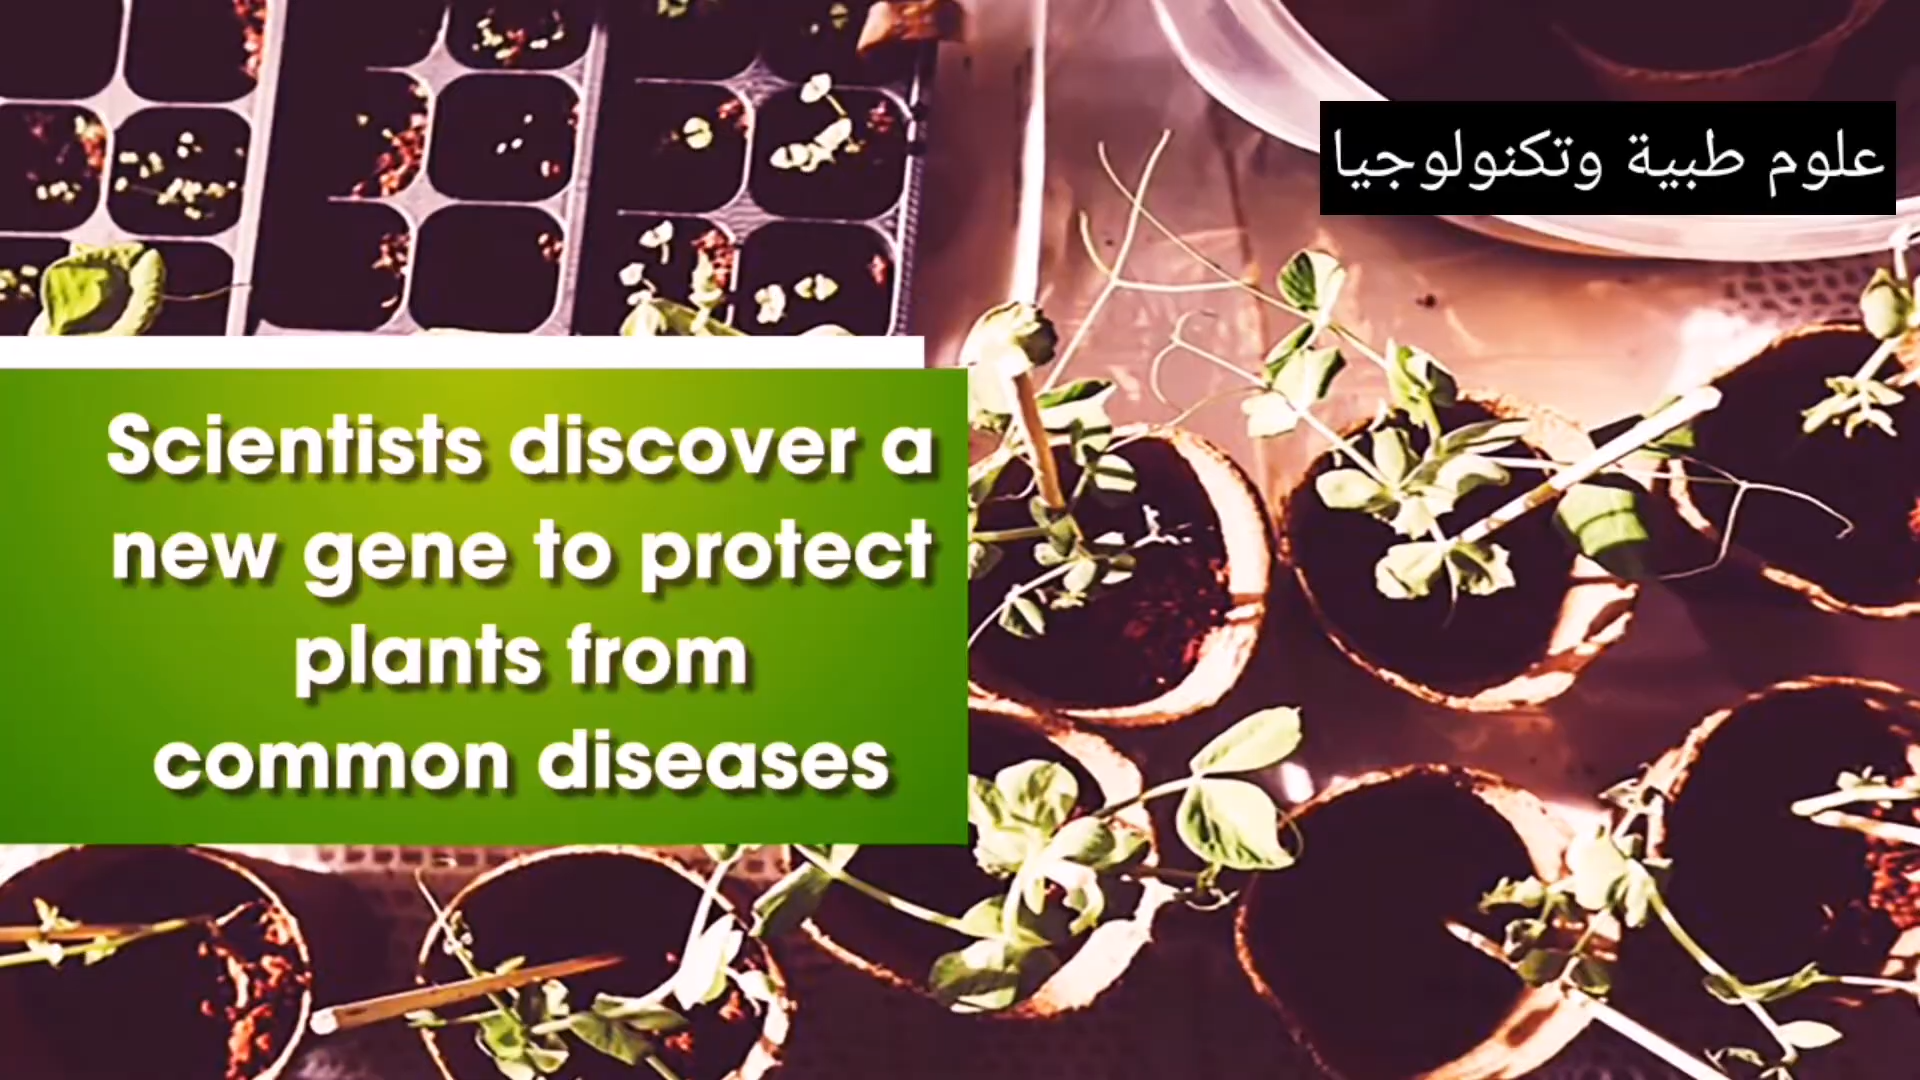 علوم طبية وتكنولوجيا
Scientists discover a
new gene to protect
plants from
common diseases